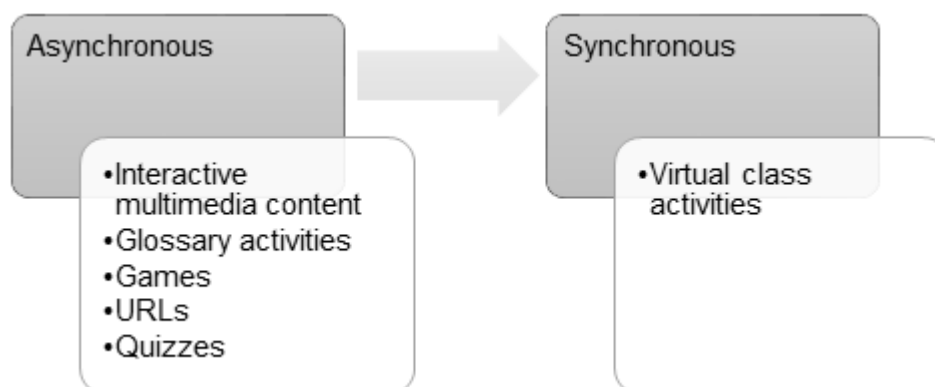 Asynchronous
•Interactive
multimedia content
•Glossary activities
•Games
•URLs
•Quizzes
Synchronous
•Virtual class
activities